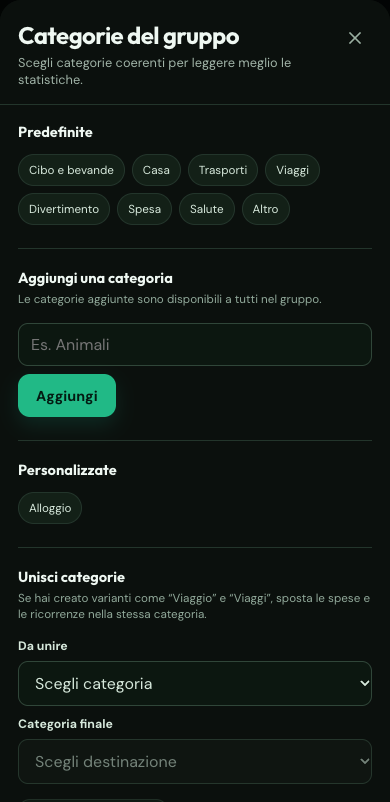 Categorie del gruppo
Scegli categorie coerenti per leggere meglio le
statistiche.
Predefinite
Cibo e bevande Casa Trasporti Viaggi
Divertimento Spesa Salute Altro
Aggiungi una categoria
Le categorie aggiunte sono disponibili a tutti nel gruppo.
Es. Animali
Aggiungi
Personalizzate
Alloggio
Unisci categorie
Se hai creato varianti come “Viaggio” e “Viaggi”, sposta le spese e
le ricorrenze nella stessa categoria.
Da unire
Scegli categoria
Categoria finale
Scegli destinazione